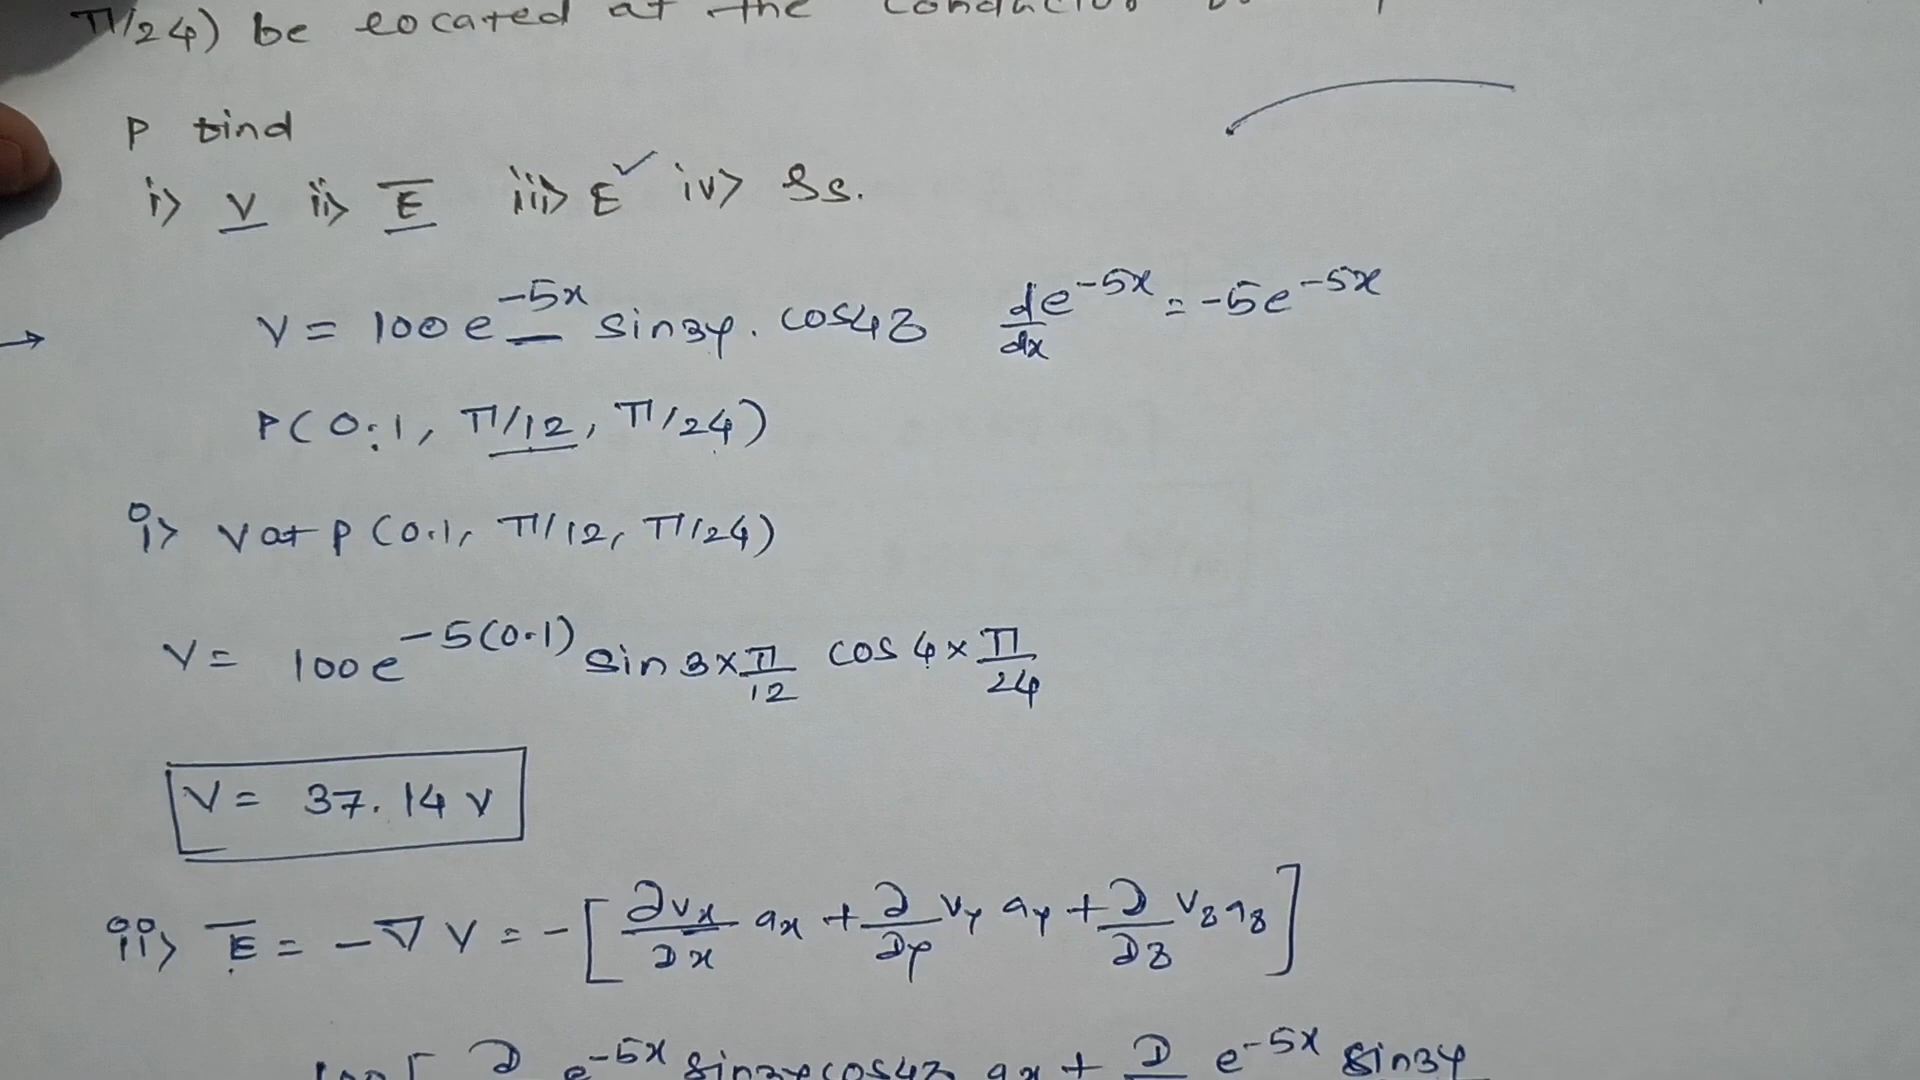 π/24) be located at the
P find
i> V ii> E̅ iii> E ✓ iv> Ss.
→ V = 100 e^-5x sin3y . cos4z d/dx e^-5x = -5e^-5x
P(0.1, π/12, π/24)
i> V at P (0.1, π/12, π/24)
V = 100 e^-5(0.1) sin 3×π/12 cos 4×π/24
V = 37.14 V
ii> E̅ = -∇V = -[∂Vx/∂x ax + ∂/∂y Vy ay + ∂/∂z Vz az]
∂ e^-5x sin3y cos4z ax + ∂ e^-5x sin3y